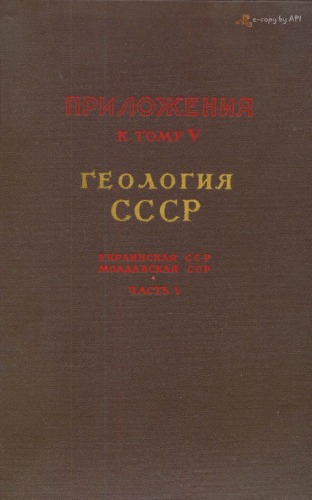 e-copy by API
ПРИЛОЖЕНИЯ
К ТОМУ V
ГЕОЛОГИЯ
СССР
УКРАИНСКАЯ ССР
МОЛДАВСКАЯ ССР
ЧАСТЬ I